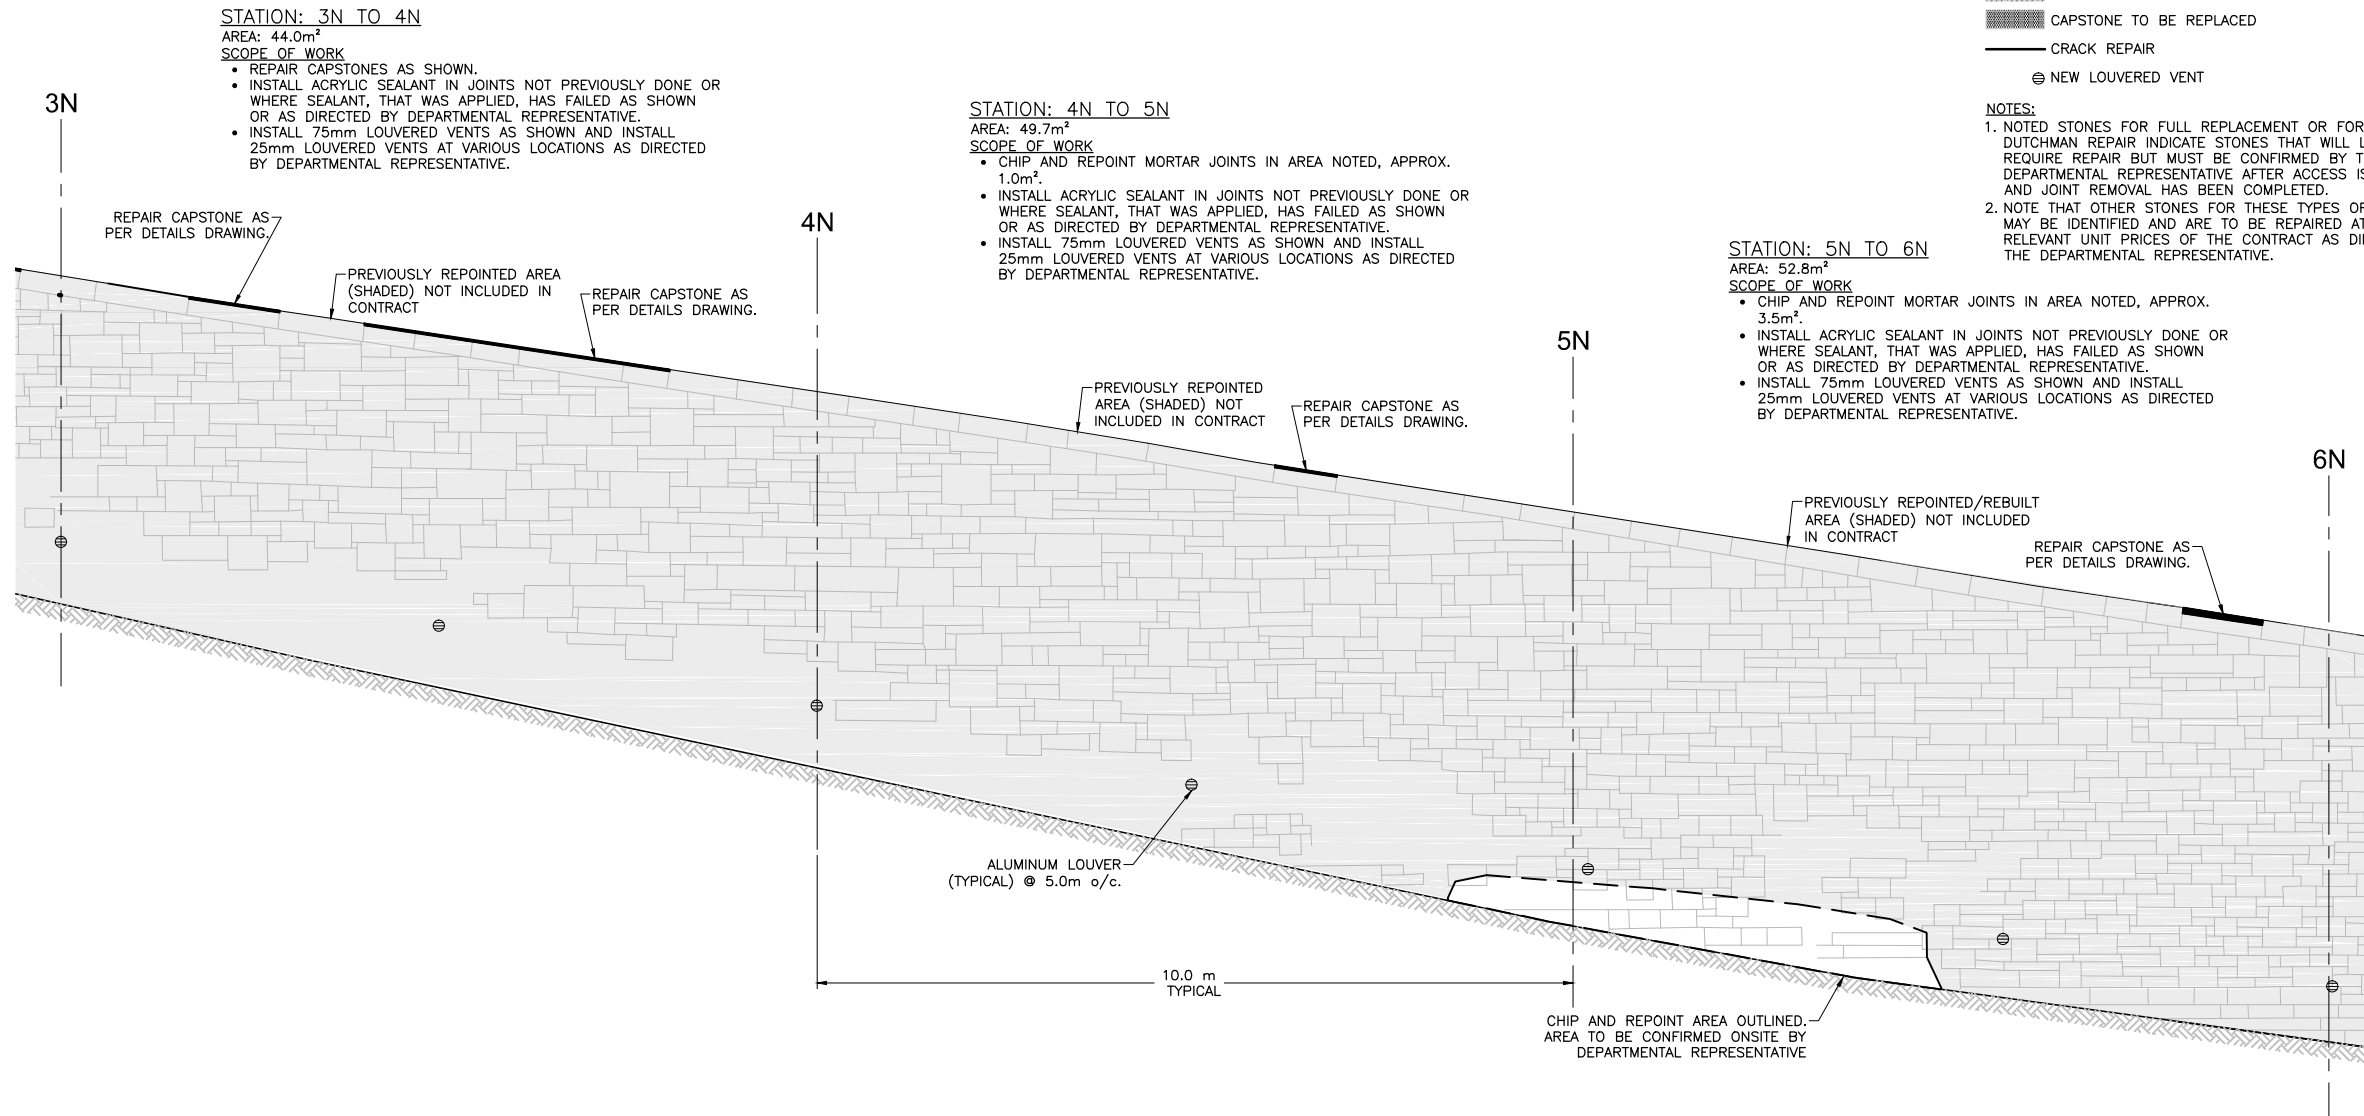 STATION: 3N TO 4N
AREA: 44.0m²
SCOPE OF WORK
• REPAIR CAPSTONES AS SHOWN.
• INSTALL ACRYLIC SEALANT IN JOINTS NOT PREVIOUSLY DONE OR
WHERE SEALANT, THAT WAS APPLIED, HAS FAILED AS SHOWN
OR AS DIRECTED BY DEPARTMENTAL REPRESENTATIVE.
• INSTALL 75mm LOUVERED VENTS AS SHOWN AND INSTALL
25mm LOUVERED VENTS AT VARIOUS LOCATIONS AS DIRECTED
BY DEPARTMENTAL REPRESENTATIVE.
CAPSTONE TO BE REPLACED
CRACK REPAIR
NEW LOUVERED VENT
NOTES:
1. NOTED STONES FOR FULL REPLACEMENT OR FOR
DUTCHMAN REPAIR INDICATE STONES THAT WILL L
REQUIRE REPAIR BUT MUST BE CONFIRMED BY T
DEPARTMENTAL REPRESENTATIVE AFTER ACCESS IS
AND JOINT REMOVAL HAS BEEN COMPLETED.
2. NOTE THAT OTHER STONES FOR THESE TYPES OF
MAY BE IDENTIFIED AND ARE TO BE REPAIRED AT
RELEVANT UNIT PRICES OF THE CONTRACT AS DI
THE DEPARTMENTAL REPRESENTATIVE.
3N
STATION: 4N TO 5N
AREA: 49.7m²
SCOPE OF WORK
• CHIP AND REPOINT MORTAR JOINTS IN AREA NOTED, APPROX.
1.0m².
• INSTALL ACRYLIC SEALANT IN JOINTS NOT PREVIOUSLY DONE OR
WHERE SEALANT, THAT WAS APPLIED, HAS FAILED AS SHOWN
OR AS DIRECTED BY DEPARTMENTAL REPRESENTATIVE.
• INSTALL 75mm LOUVERED VENTS AS SHOWN AND INSTALL
25mm LOUVERED VENTS AT VARIOUS LOCATIONS AS DIRECTED
BY DEPARTMENTAL REPRESENTATIVE.
4N
REPAIR CAPSTONE AS
PER DETAILS DRAWING.
STATION: 5N TO 6N
AREA: 52.8m²
SCOPE OF WORK
• CHIP AND REPOINT MORTAR JOINTS IN AREA NOTED, APPROX.
3.5m².
• INSTALL ACRYLIC SEALANT IN JOINTS NOT PREVIOUSLY DONE OR
WHERE SEALANT, THAT WAS APPLIED, HAS FAILED AS SHOWN
OR AS DIRECTED BY DEPARTMENTAL REPRESENTATIVE.
• INSTALL 75mm LOUVERED VENTS AS SHOWN AND INSTALL
25mm LOUVERED VENTS AT VARIOUS LOCATIONS AS DIRECTED
BY DEPARTMENTAL REPRESENTATIVE.
PREVIOUSLY REPOINTED AREA
(SHADED) NOT INCLUDED IN
CONTRACT
REPAIR CAPSTONE AS
PER DETAILS DRAWING.
5N
PREVIOUSLY REPOINTED
AREA (SHADED) NOT
INCLUDED IN CONTRACT
REPAIR CAPSTONE AS
PER DETAILS DRAWING.
6N
PREVIOUSLY REPOINTED/REBUILT
AREA (SHADED) NOT INCLUDED
IN CONTRACT
REPAIR CAPSTONE AS
PER DETAILS DRAWING.
ALUMINUM LOUVER
(TYPICAL) @ 5.0m o/c.
10.0 m
TYPICAL
CHIP AND REPOINT AREA OUTLINED.
AREA TO BE CONFIRMED ONSITE BY
DEPARTMENTAL REPRESENTATIVE